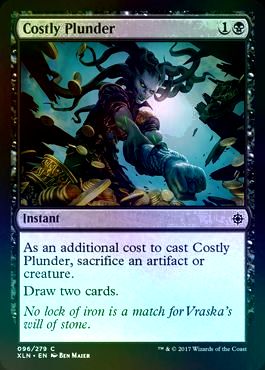 Costly Plunder 1
Instant
As an additional cost to cast Costly
Plunder, sacrifice an artifact or
creature.
Draw two cards.
No lock of iron is a match for Vraska's
will of stone.
096/279 C
XLN • EN Ben Maier
™ & © 2017 Wizards of the Coast